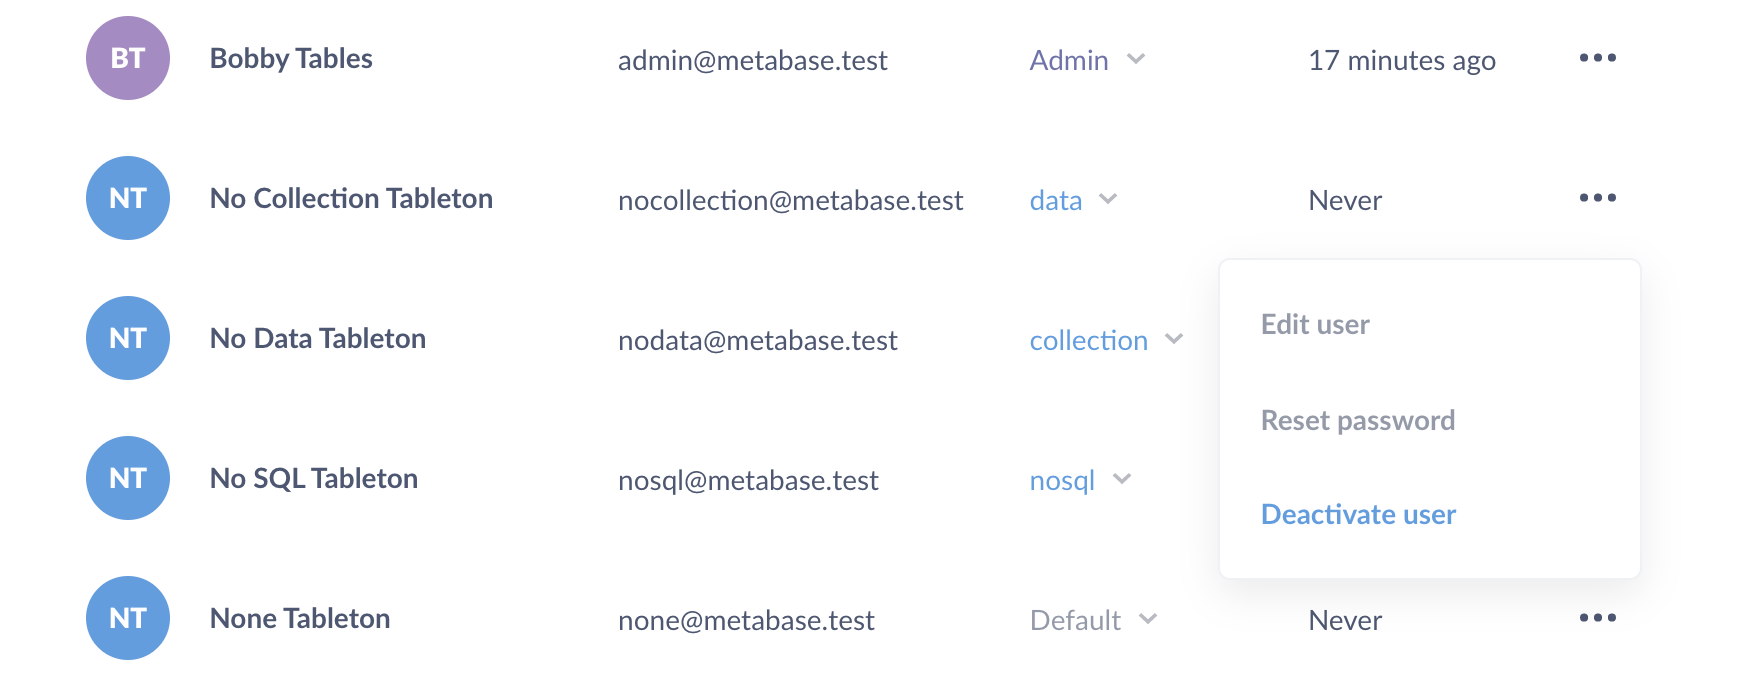 BT Bobby Tables admin@metabase.test Admin 17 minutes ago
NT No Collection Tableton nocollection@metabase.test data Never
Edit user
NT No Data Tableton nodata@metabase.test collection
Reset password
NT No SQL Tableton nosql@metabase.test nosql
Deactivate user
NT None Tableton none@metabase.test Default Never